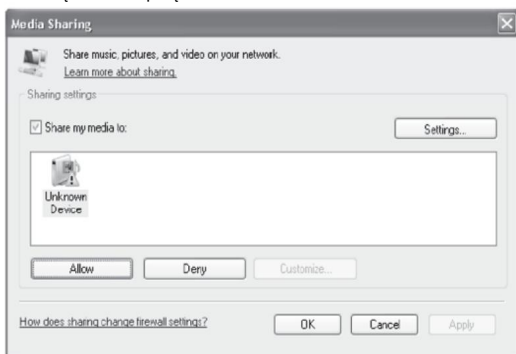 Media Sharing
Share music, pictures, and video on your network.
Learn more about sharing.
Sharing settings
Share my media to:
Settings...
Unknown
Device
Allow
Deny
Customize...
How does sharing change firewall settings?
OK
Cancel
Apply